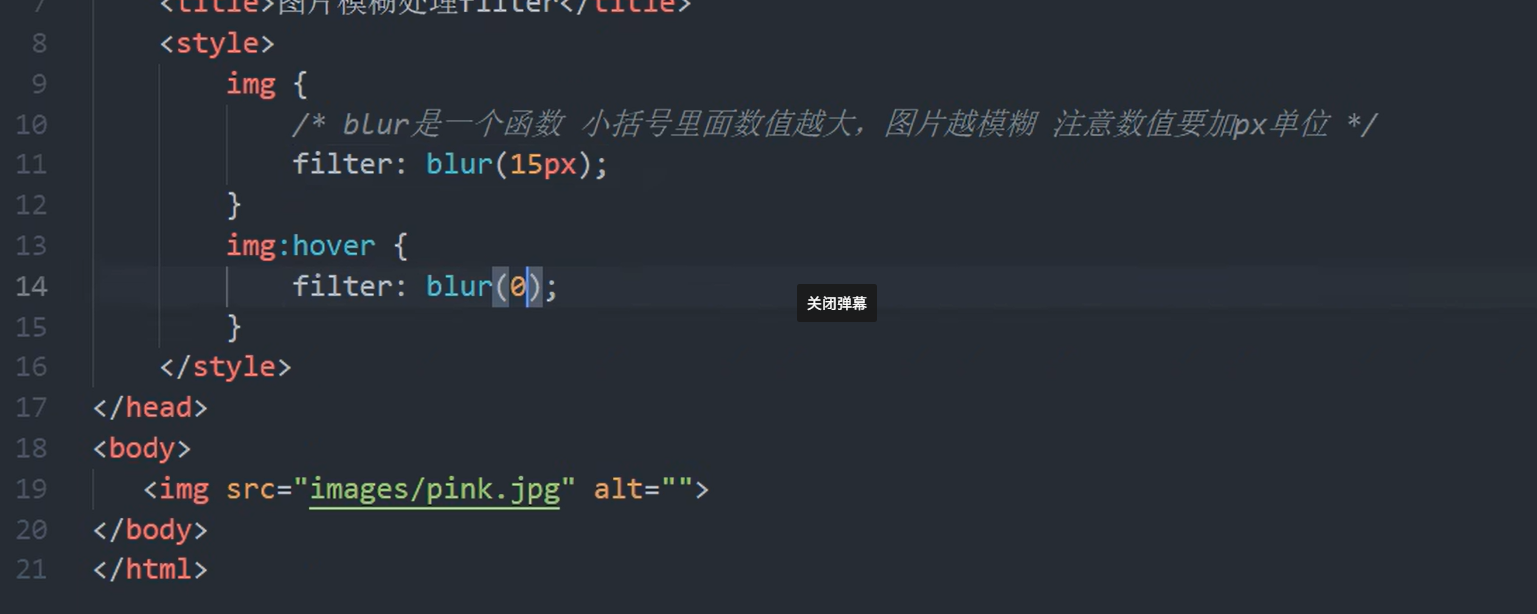 7 <title>图片模糊处理filter</title>
8 <style>
9 img {
10 /* blur是一个函数 小括号里面数值越大，图片越模糊 注意数值要加px单位 */
11 filter: blur(15px);
12 }
13 img:hover {
14 filter: blur(0);
关闭弹幕
15 }
16 </style>
17 </head>
18 <body>
19 <img src="images/pink.jpg" alt="">
20 </body>
21 </html>